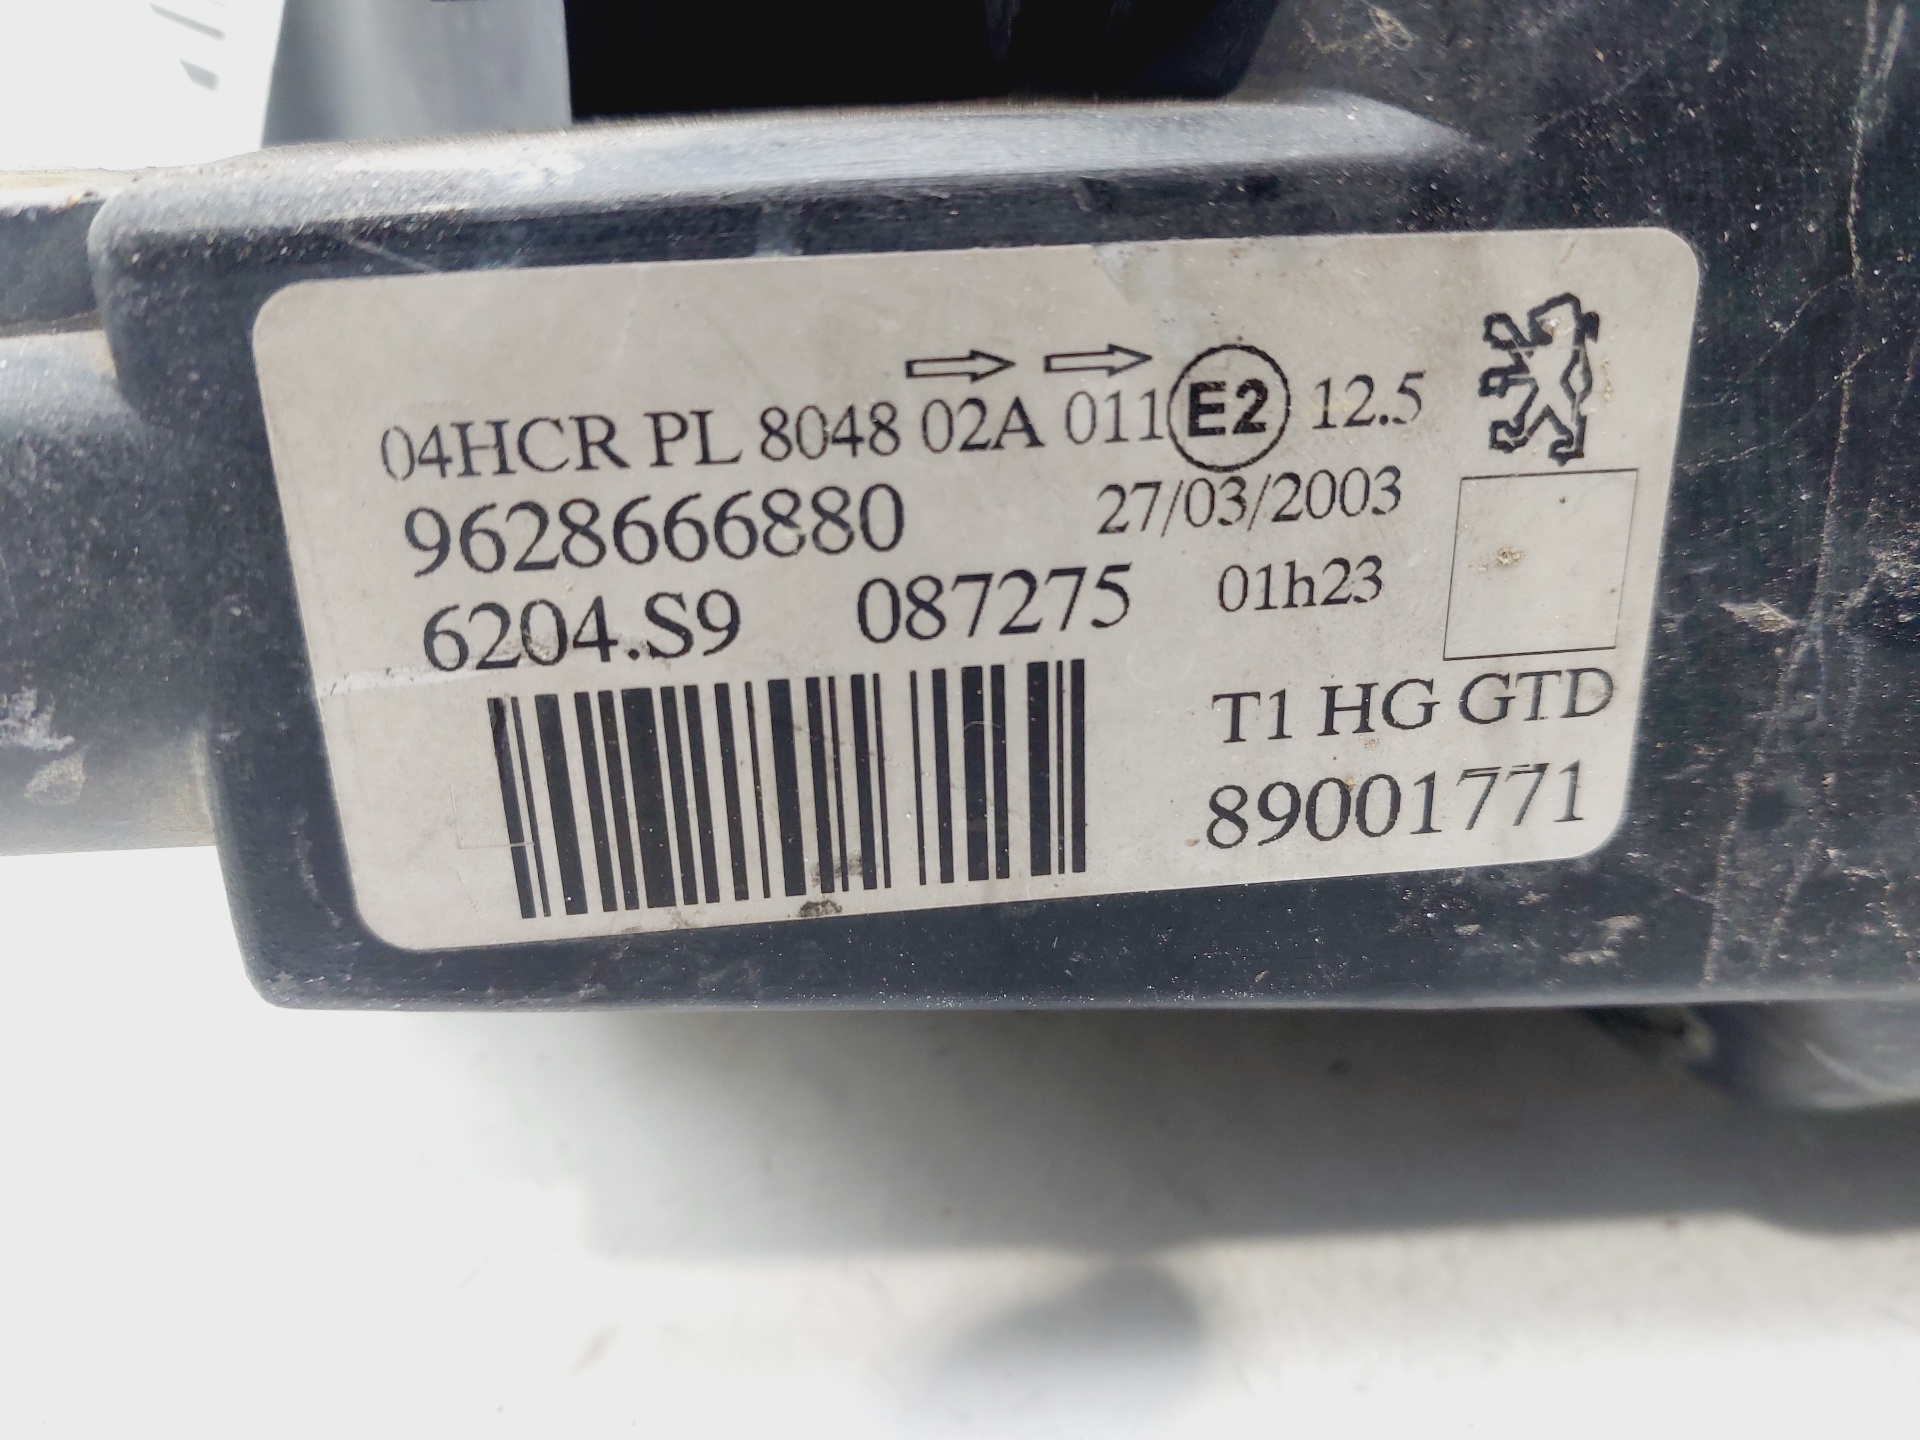 04HCR PL 8048 02A 011 E2 12.5
9628666880 27/03/2003
6204.S9 087275 01h23
T1 HG GTD
89001771